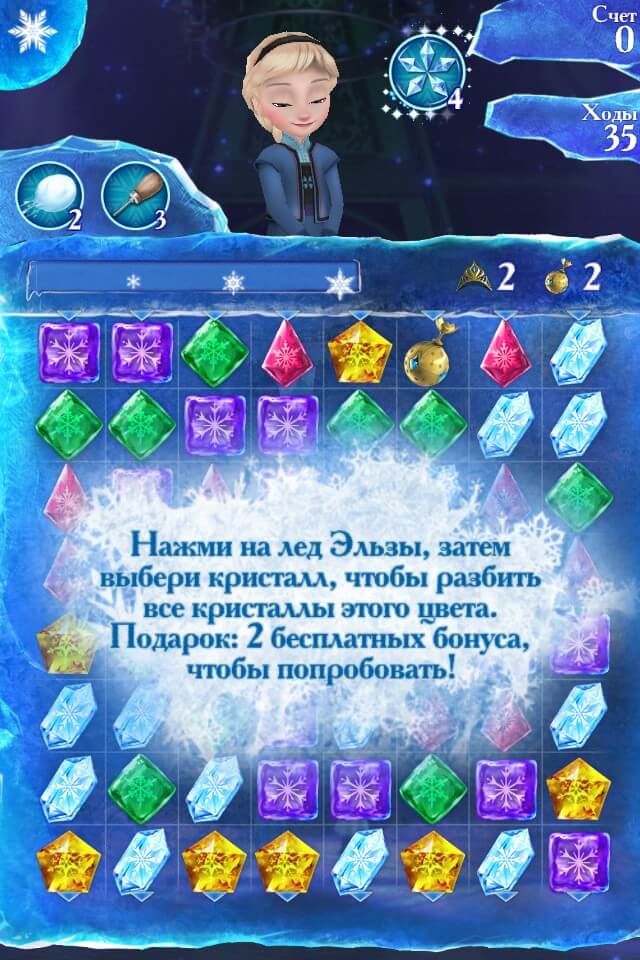 Счет
0
4
Ходы
35
2
3
2
2
Нажми на лед Эльзы, затем
выбери кристалл, чтобы разбить
все кристаллы этого цвета.
Подарок: 2 бесплатных бонуса,
чтобы попробовать!